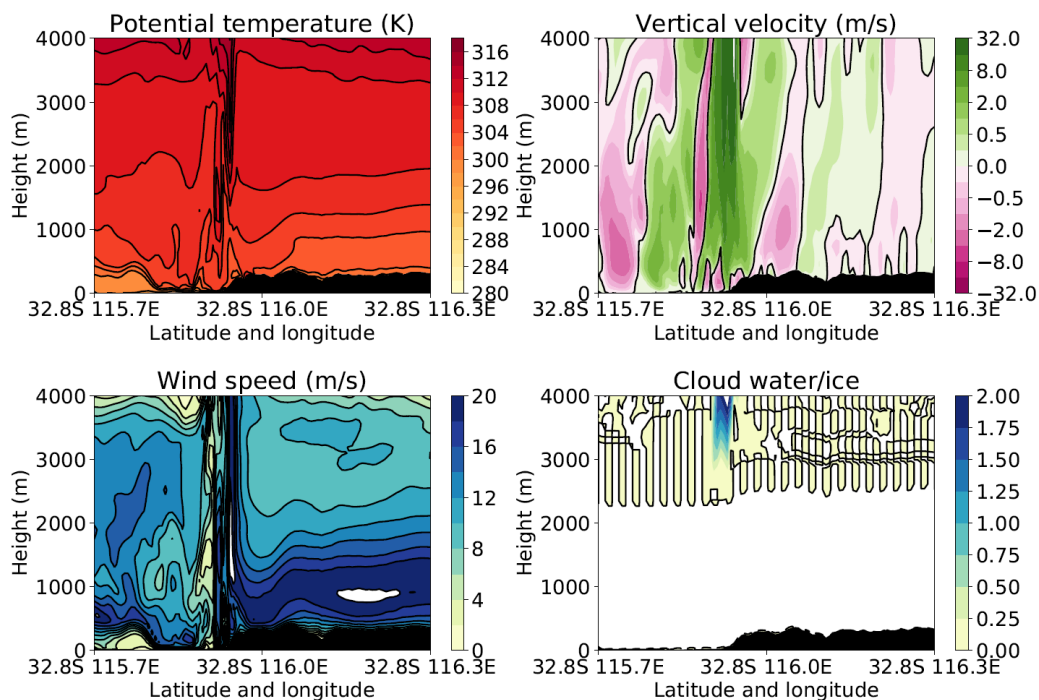 Potential temperature (K)
4000
3000
2000
1000
0
Height (m)
32.8S 115.7E
32.8S 116.0E
32.8S 116.3E
Latitude and longitude
316
312
308
304
300
296
292
288
284
280
Vertical velocity (m/s)
4000
3000
2000
1000
0
Height (m)
32.8S 115.7E
32.8S 116.0E
32.8S 116.3E
Latitude and longitude
32.0
8.0
2.0
0.5
0.0
−0.5
−2.0
−8.0
−32.0
Wind speed (m/s)
4000
3000
2000
1000
0
Height (m)
32.8S 115.7E
32.8S 116.0E
32.8S 116.3E
Latitude and longitude
20
16
12
8
4
0
Cloud water/ice
4000
3000
2000
1000
0
Height (m)
32.8S 115.7E
32.8S 116.0E
32.8S 116.3E
Latitude and longitude
2.00
1.75
1.50
1.25
1.00
0.75
0.50
0.25
0.00